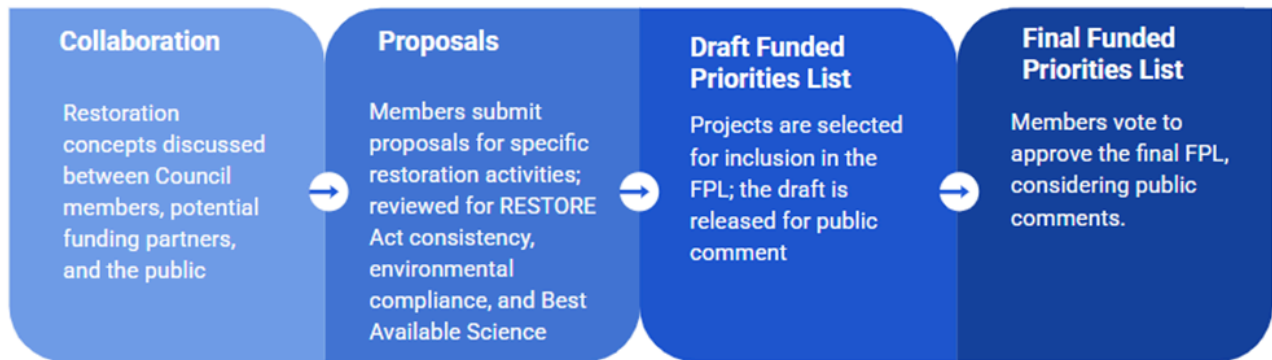 Collaboration
Restoration
concepts discussed
between Council
members, potential
funding partners,
and the public
Proposals
Members submit
proposals for specific
restoration activities;
reviewed for RESTORE
Act consistency,
environmental
compliance, and Best
Available Science
Draft Funded
Priorities List
Projects are selected
for inclusion in the
FPL; the draft is
released for public
comment
Final Funded
Priorities List
Members vote to
approve the final FPL,
considering public
comments.